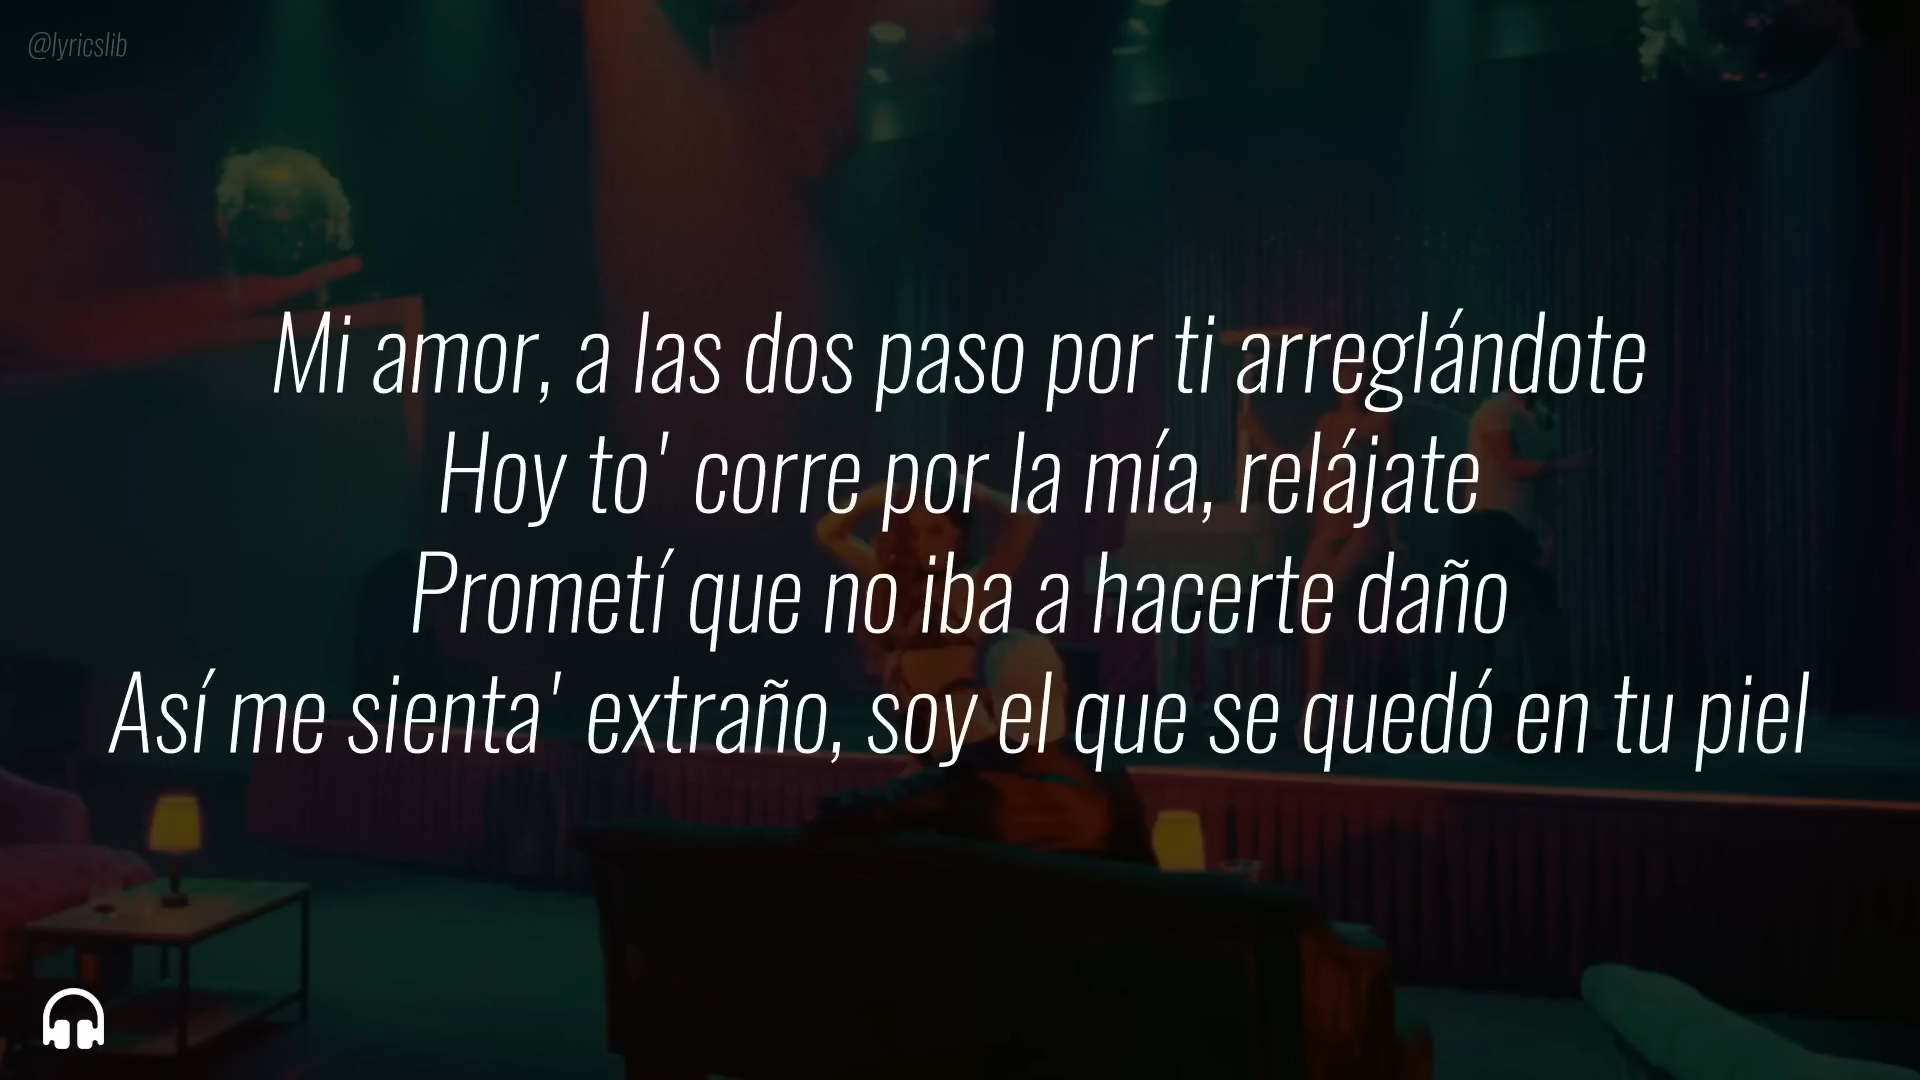 @lyricslib
Mi amor, a las dos paso por ti arreglándote
Hoy to' corre por la mía, relájate
Prometí que no iba a hacerte daño
Así me sienta' extraño, soy el que se quedó en tu piel